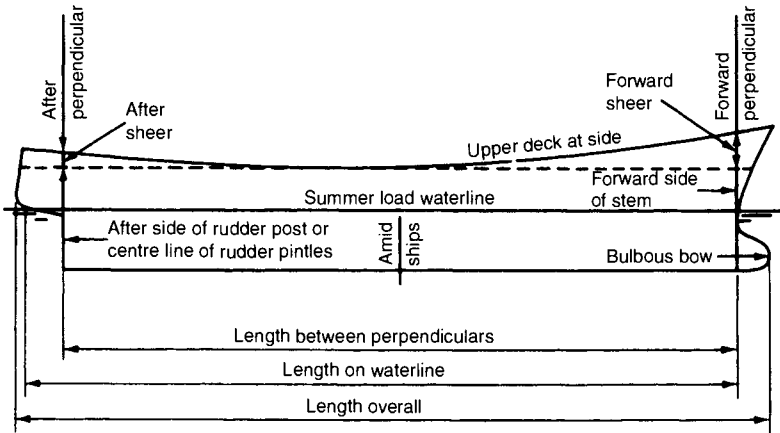 After
perpendicular
After
sheer
Forward
sheer
Forward
perpendicular
Upper deck at side
Summer load waterline
Forward side
of stem
After side of rudder post or
centre line of rudder pintles
Amid
ships
Bulbous bow
Length between perpendiculars
Length on waterline
Length overall